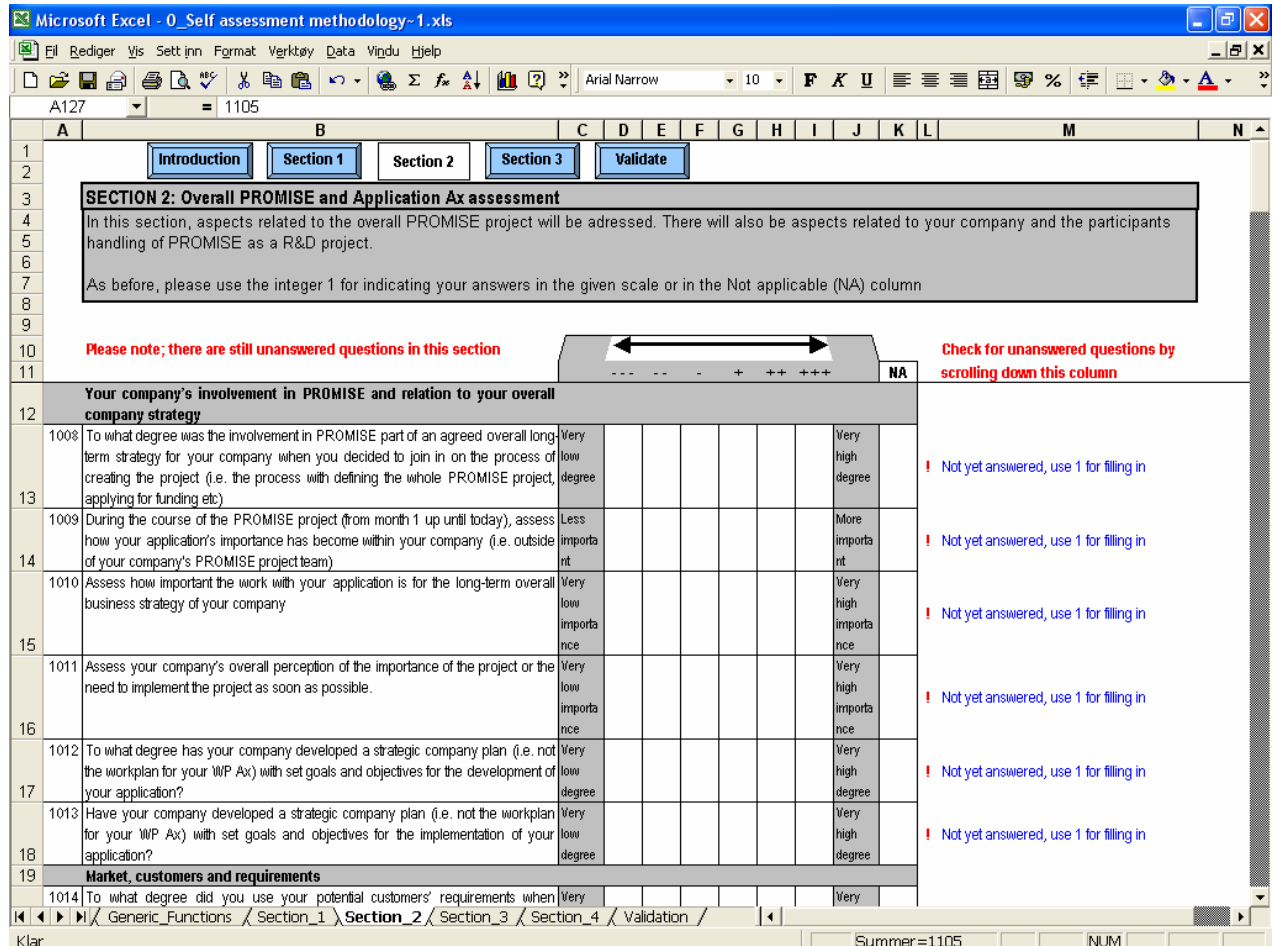 Microsoft Excel - 0_Self assessment methodology~1.xls
Fil Rediger Vis Sett inn Format Verktøy Data Vindu Hjelp
Arial Narrow 10 F K U
A127 = 1105
A B C D E F G H I J K L M N
1 Introduction Section 1 Section 2 Section 3 Validate
2
3 SECTION 2: Overall PROMISE and Application Ax assessment
4 In this section, aspects related to the overall PROMISE project will be adressed. There will also be aspects related to your company and the participants
5 handling of PROMISE as a R&D project.
6
7 As before, please use the integer 1 for indicating your answers in the given scale or in the Not applicable (NA) column
8
9
10 Please note; there are still unanswered questions in this section Check for unanswered questions by
11 --- -- - + ++ +++ NA scrolling down this column
Your company's involvement in PROMISE and relation to your overall
12 company strategy
1008 To what degree was the involvement in PROMISE part of an agreed overall long- Very Very
term strategy for your company when you decided to join in on the process of low high
creating the project (i.e. the process with defining the whole PROMISE project, degree degree ! Not yet answered, use 1 for filling in
13 applying for funding etc)
1009 During the course of the PROMISE project (from month 1 up until today), assess Less More
how your application's importance has become within your company (i.e. outside importa importa ! Not yet answered, use 1 for filling in
14 of your company's PROMISE project team) nt nt
1010 Assess how important the work with your application is for the long-term overall Very Very
business strategy of your company low high
importa importa ! Not yet answered, use 1 for filling in
15 nce nce
1011 Assess your company's overall perception of the importance of the project or the Very Very
need to implement the project as soon as possible. low high
importa importa ! Not yet answered, use 1 for filling in
16 nce nce
1012 To what degree has your company developed a strategic company plan (i.e. not Very Very
the workplan for your WP Ax) with set goals and objectives for the development of low high ! Not yet answered, use 1 for filling in
17 your application? degree degree
1013 Have your company developed a strategic company plan (i.e. not the workplan Very Very
for your WP Ax) with set goals and objectives for the implementation of your low high ! Not yet answered, use 1 for filling in
18 application? degree degree
19 Market, customers and requirements
1014 To what degree did you use your potential customers' requirements when Very Very
Generic_Functions Section_1 Section_2 Section_3 Section_4 Validation
Klar Summer=1105 NUM